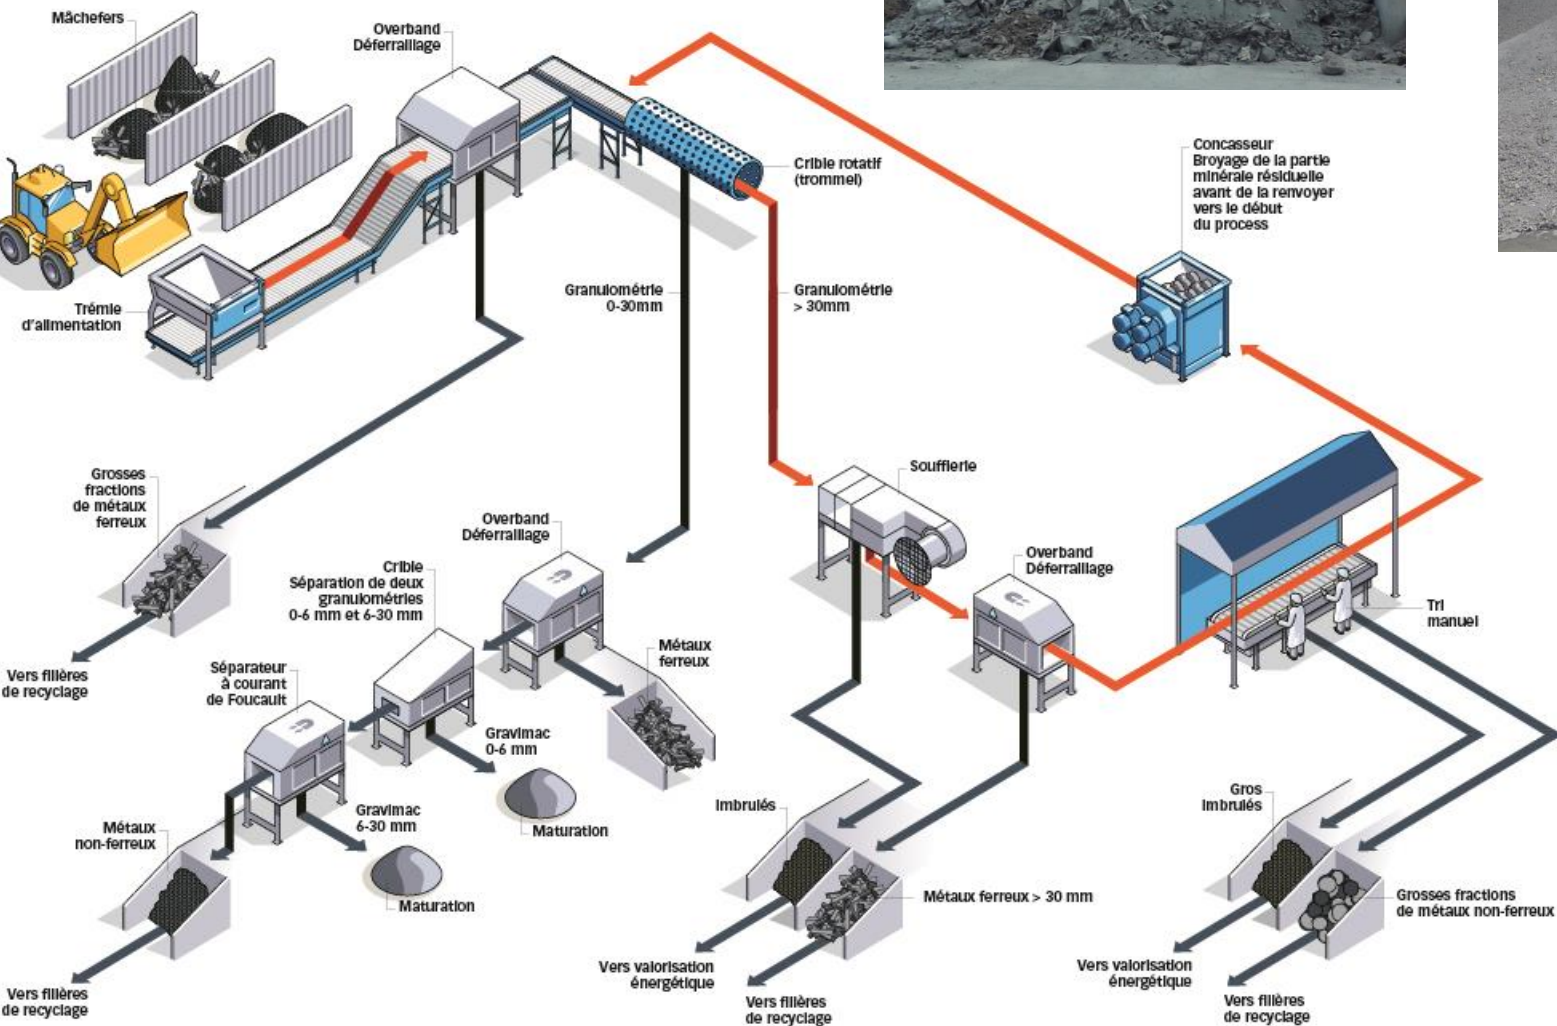 Mâchefers
Overband
Déferraillage
Crible rotatif
(trommel)
Concasseur
Broyage de la partie
minérale résiduelle
avant de la renvoyer
vers le début
du process
Trémie
d'alimentation
Granulométrie
0-30mm
Granulométrie
> 30mm
Grosses
fractions
de métaux
ferreux
Vers filières
de recyclage
Overband
Déferraillage
Crible
Séparation de deux
granulométries
0-6 mm et 6-30 mm
Séparateur
à courant
de Foucault
Métaux
ferreux
Gravimac
0-6 mm
Maturation
Gravimac
6-30 mm
Maturation
Métaux
non-ferreux
Vers filières
de recyclage
Soufflerie
Overband
Déferraillage
Tri
manuel
Imbrulés
Métaux ferreux > 30 mm
Vers valorisation
énergétique
Vers filières
de recyclage
Gros
imbrulés
Grosses fractions
de métaux non-ferreux
Vers valorisation
énergétique
Vers filières
de recyclage